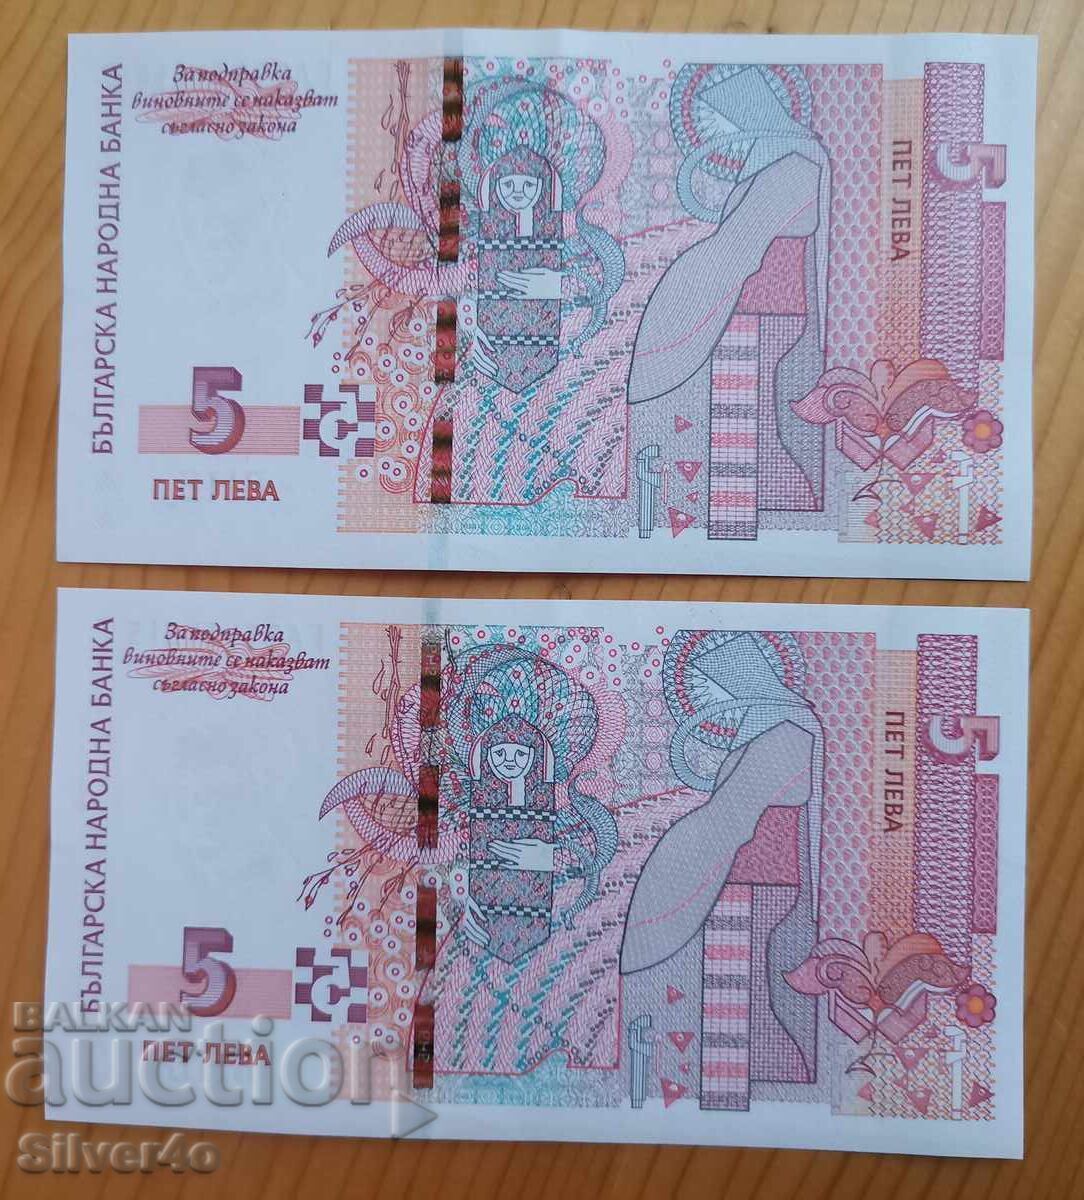 БЪЛГАРСКА НАРОДНА БАНКА
За подправка
виновните се наказват
съгласно закона
5
ПЕТ ЛЕВА
ПЕТ ЛЕВА
5
БЪЛГАРСКА НАРОДНА БАНКА
За подправка
виновните се наказват
съгласно закона
5
ПЕТ ЛЕВА
ПЕТ ЛЕВА
5
BALKAN
auction
Silver4o